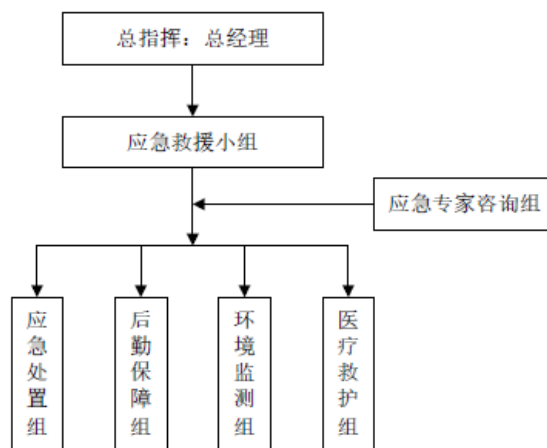 总指挥：总经理
应急救援小组
应急专家咨询组
应急处置组
后勤保障组
环境监测组
医疗救护组